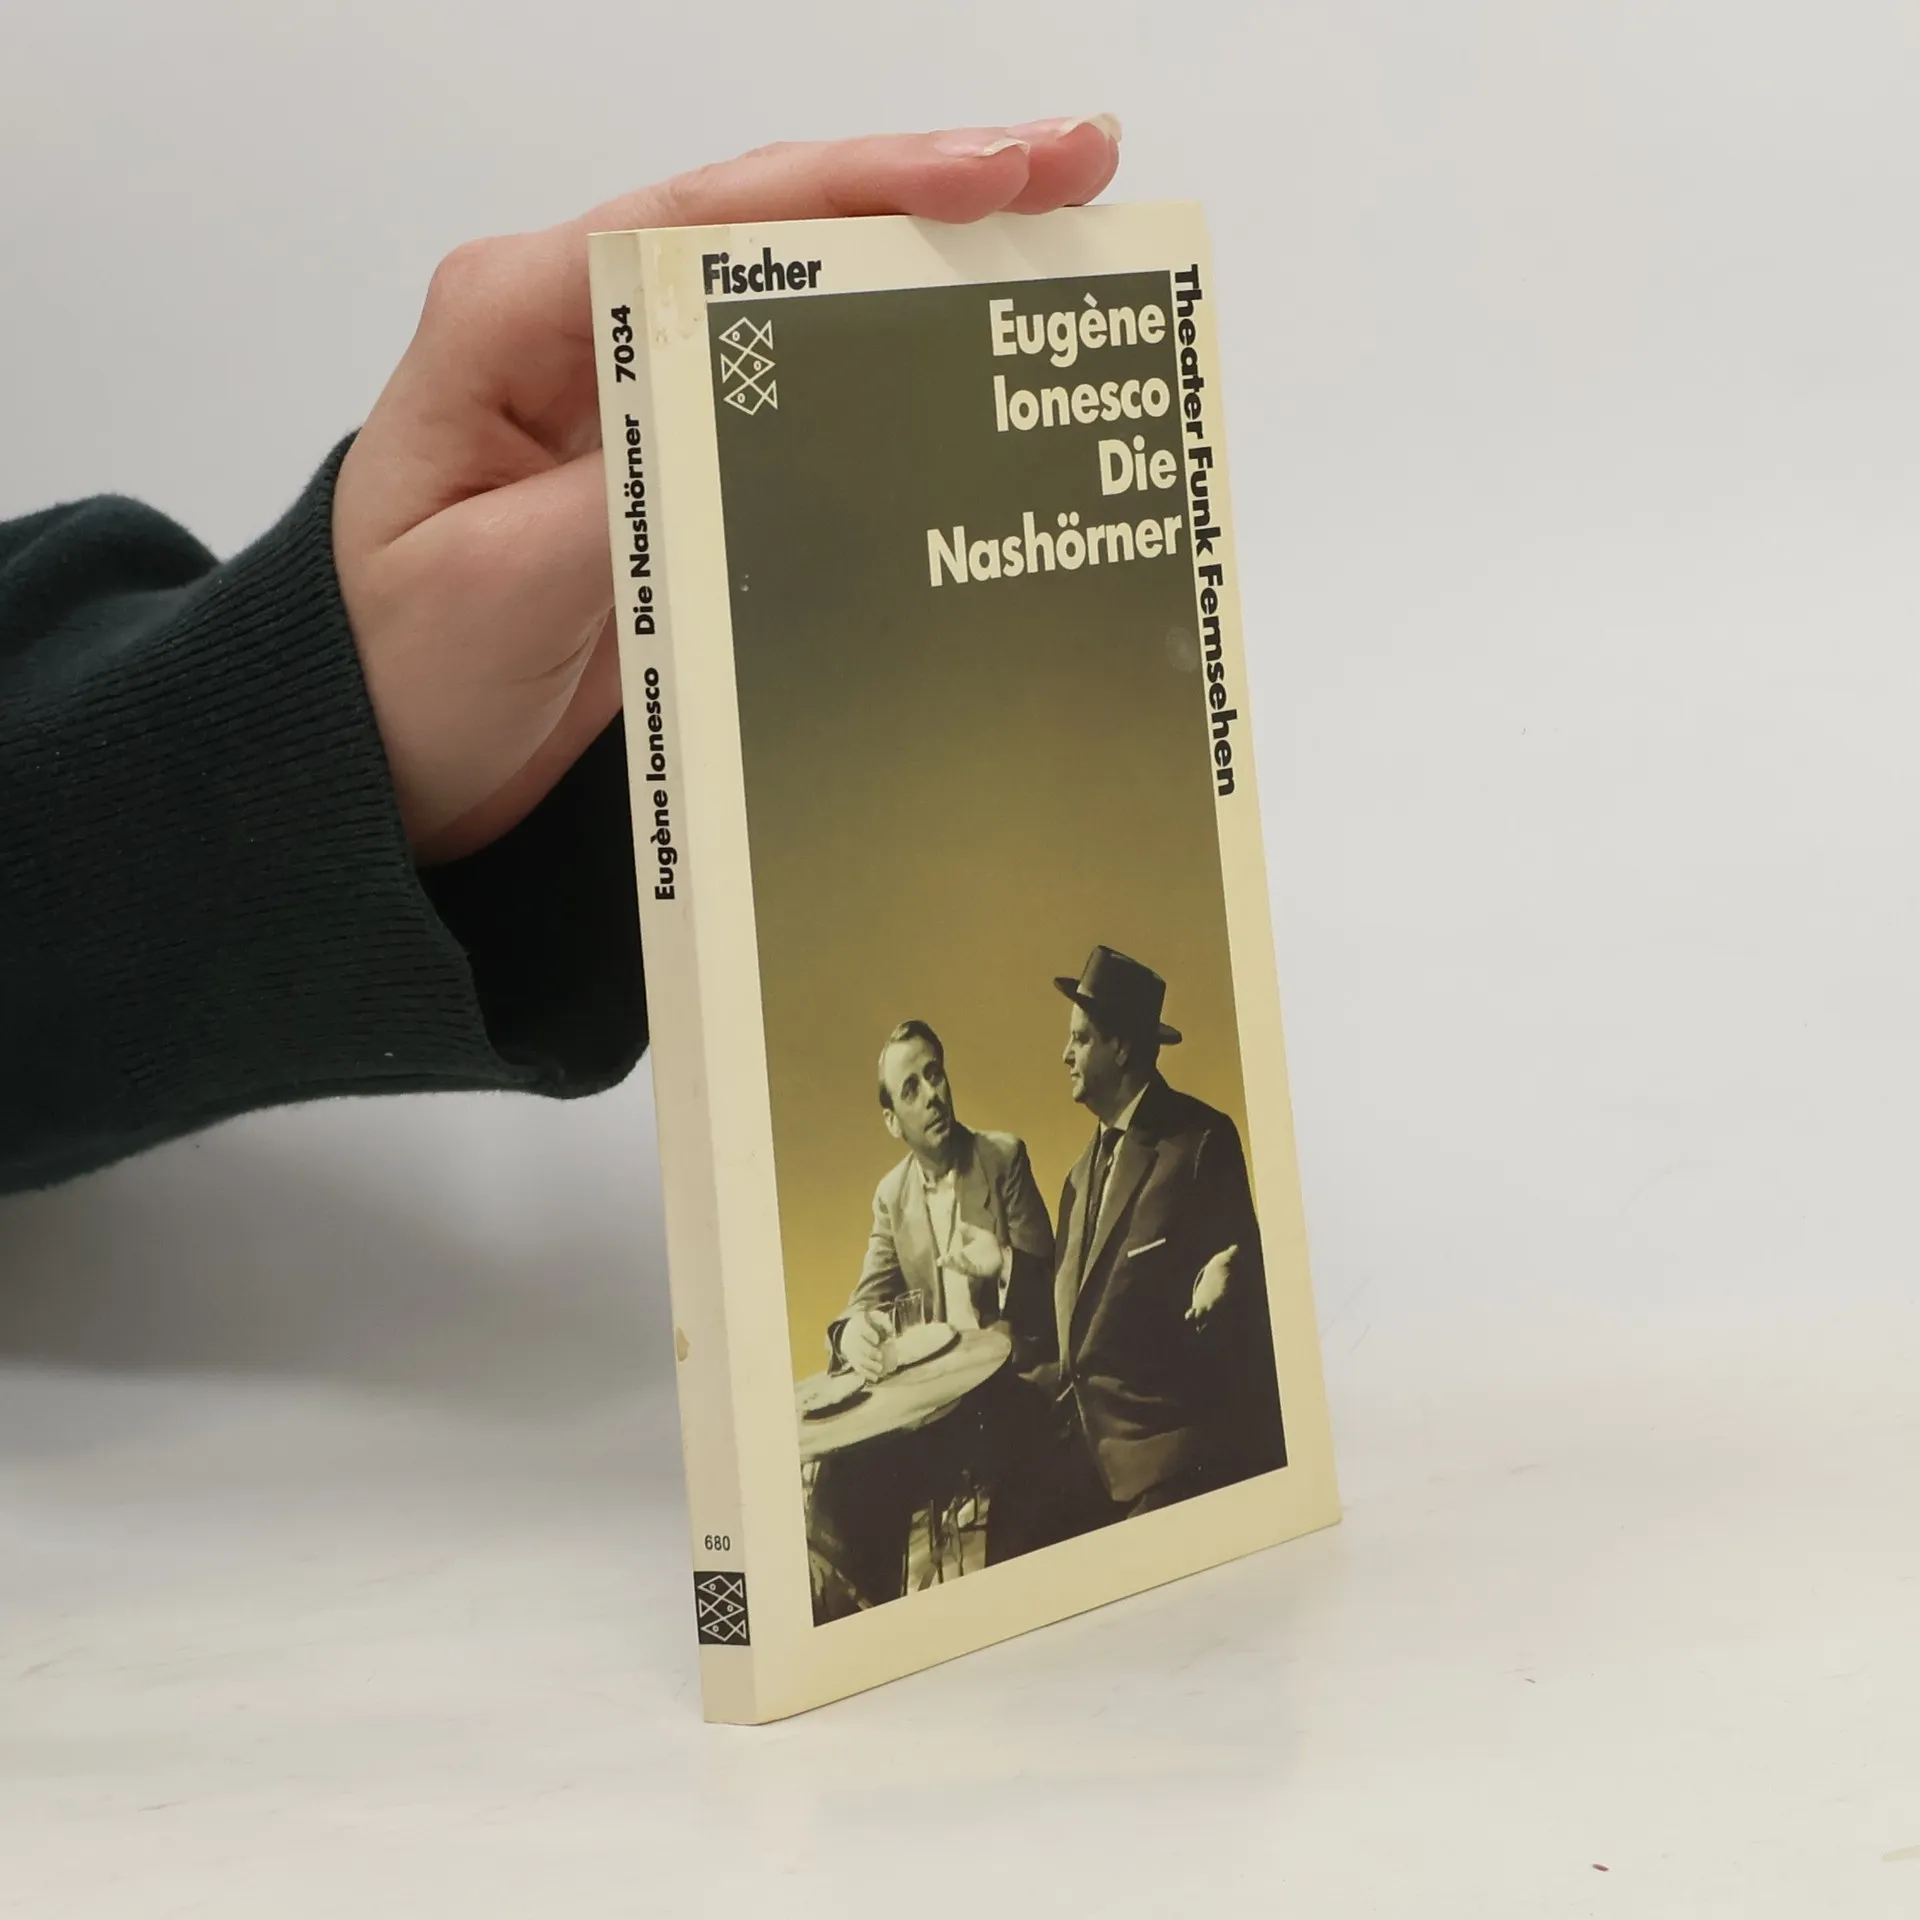 Fischer
Eugène
Ionesco
Die
Nashörner
Theater Funk Fernsehen
Eugène Ionesco Die Nashörner 7034
680